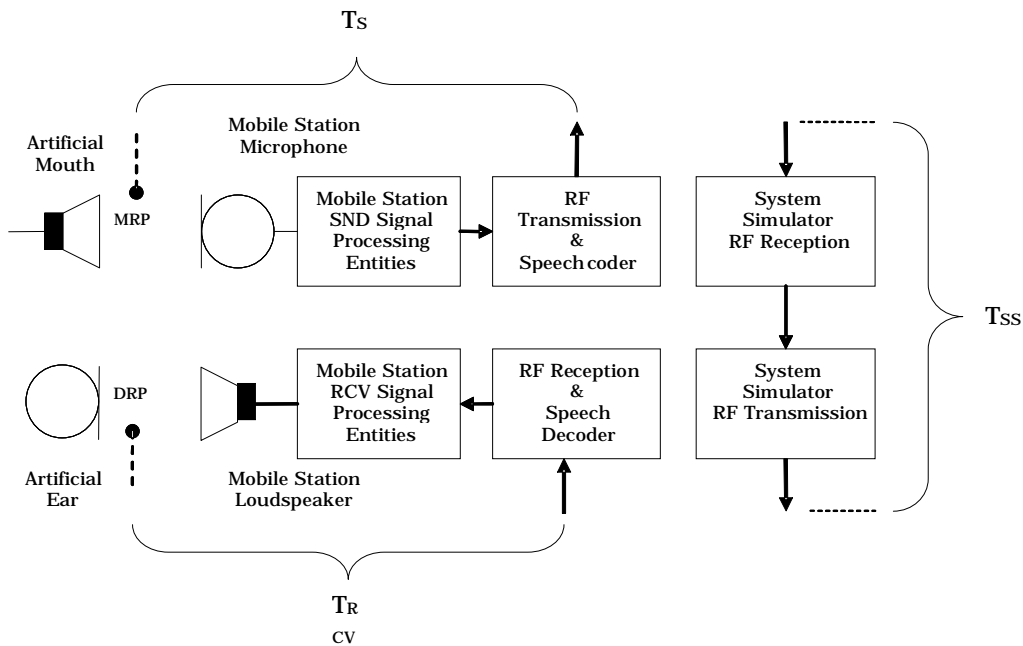 Ts
Artificial
Mouth
MRP
Mobile Station
Microphone
Mobile Station
SND Signal
Processing
Entities
RF
Transmission
&
Speech coder
System
Simulator
RF Reception
Tss
DRP
Artificial
Ear
Mobile Station
Loudspeaker
Mobile Station
RCV Signal
Processing
Entities
RF Reception
&
Speech
Decoder
System
Simulator
RF Transmission
TR
CV